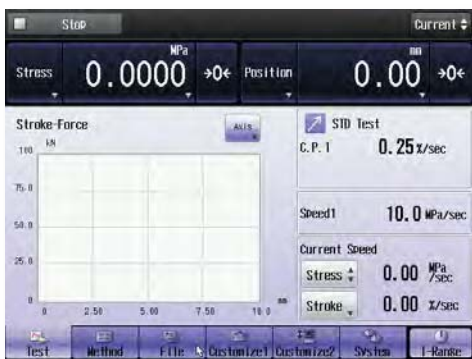 Stop
Current
Stress
0.0000
MPa
→0←
Position
0.00
mm
→0←
Stroke-Force
Axis
kN
100
75.0
50.0
25.0
0
0
2.50
5.00
7.50
10.0
mm
STD Test
C.P.1 0.25%/sec
Speed1 10.0 MPa/sec
Current Speed
Stress 0.00 MPa/sec
Stroke 0.00 %/sec
Test
Method
File
Customize1
Customize2
System
I-Range